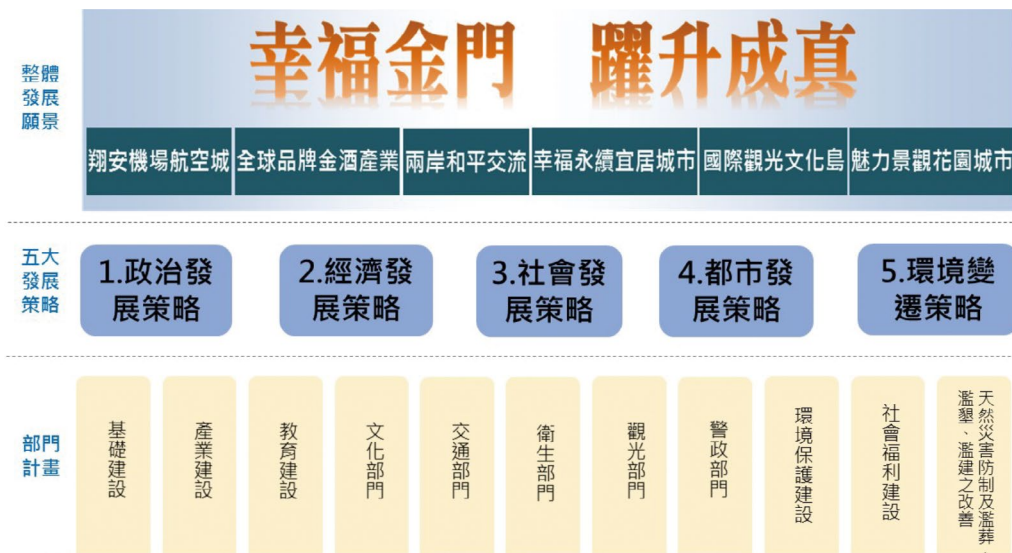 幸福金門 躍升成真
整體
發展
願景
翔安機場航空城 全球品牌金酒產業 兩岸和平交流 幸福永續宜居城市 國際觀光文化島 魅力景觀花園城市
五大
發展
策略
1.政治發
展策略
2.經濟發
展策略
3.社會發
展策略
4.都市發
展策略
5.環境變
遷策略
部門
計畫
基礎建設
產業建設
教育建設
文化部門
交通部門
衛生部門
觀光部門
警政部門
環境保護建設
社會福利建設
天然災害防制及濫葬、
濫墾、濫建之改善